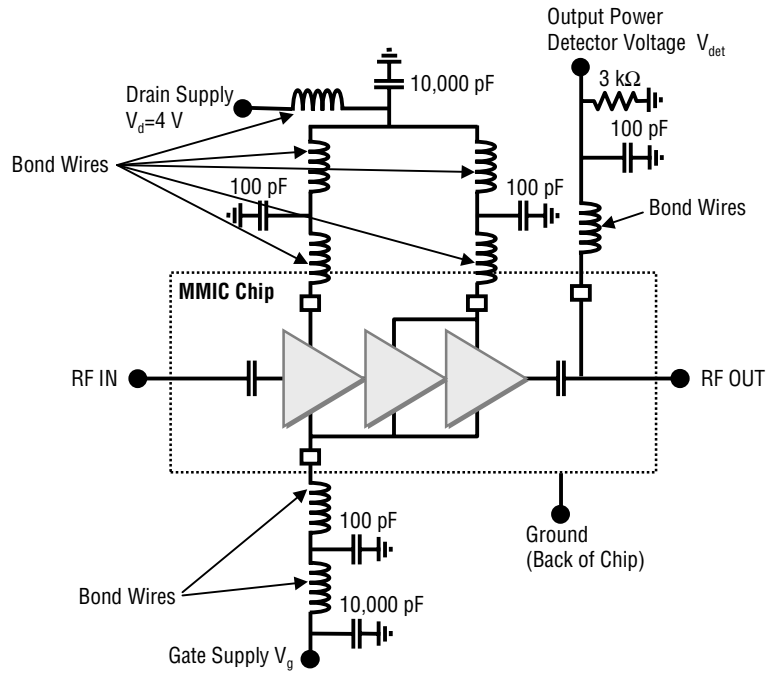 Output Power
Detector Voltage V_det
3 kΩ
10,000 pF
Drain Supply
V_d=4 V
100 pF
Bond Wires
100 pF
100 pF
Bond Wires
MMIC Chip
RF IN
RF OUT
Ground
(Back of Chip)
100 pF
Bond Wires
10,000 pF
Gate Supply V_g